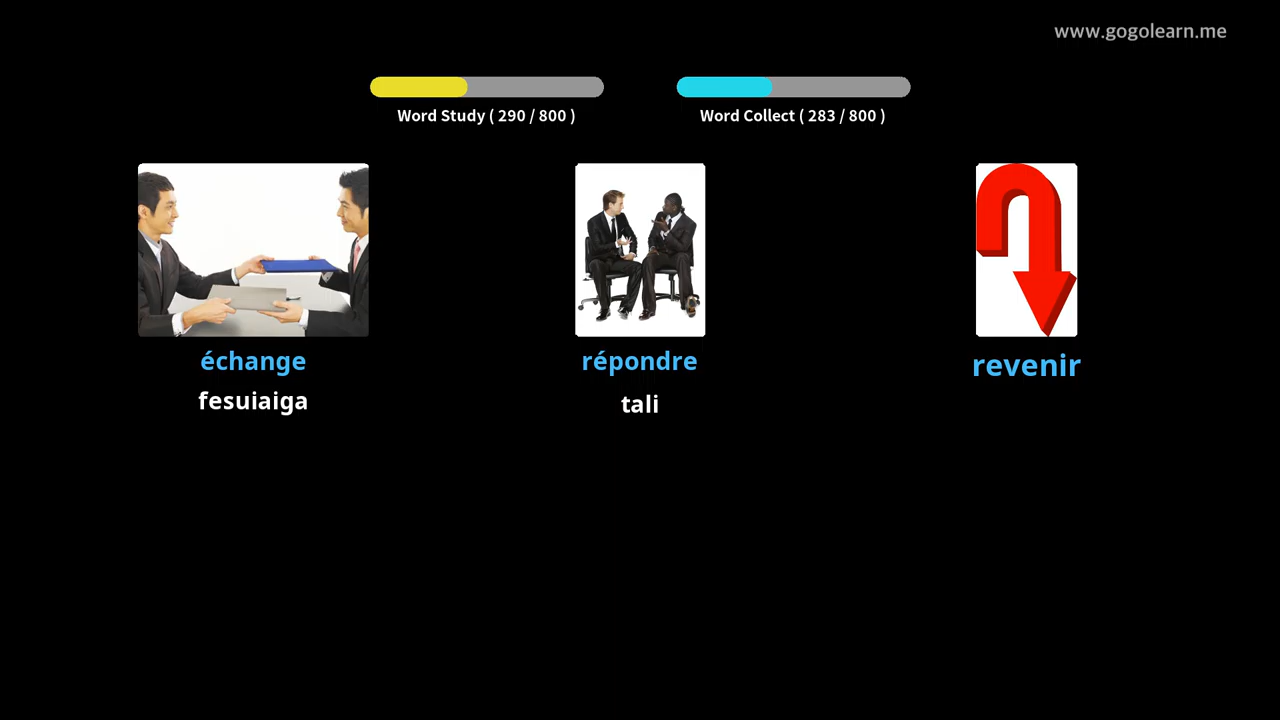 www.gogolearn.me
Word Study ( 290 / 800 )
Word Collect ( 283 / 800 )
échange
répondre
revenir
fesuiaiga
tali